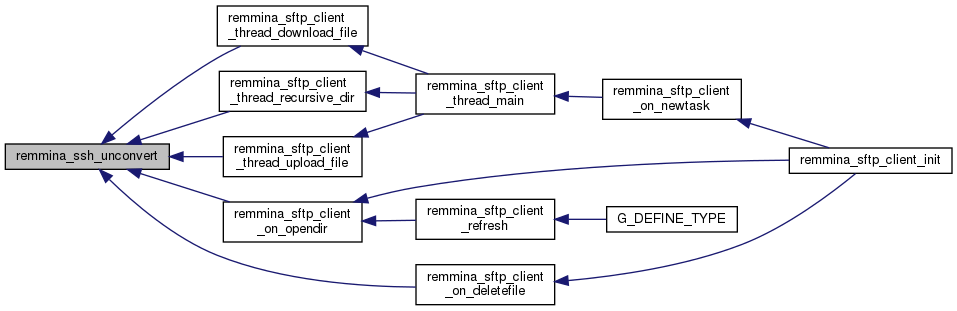 remmina_sftp_client
_thread_download_file
remmina_sftp_client
_thread_recursive_dir
remmina_sftp_client
_thread_main
remmina_sftp_client
_on_newtask
remmina_ssh_unconvert
remmina_sftp_client
_thread_upload_file
remmina_sftp_client_init
remmina_sftp_client
_on_opendir
remmina_sftp_client
_refresh
G_DEFINE_TYPE
remmina_sftp_client
_on_deletefile